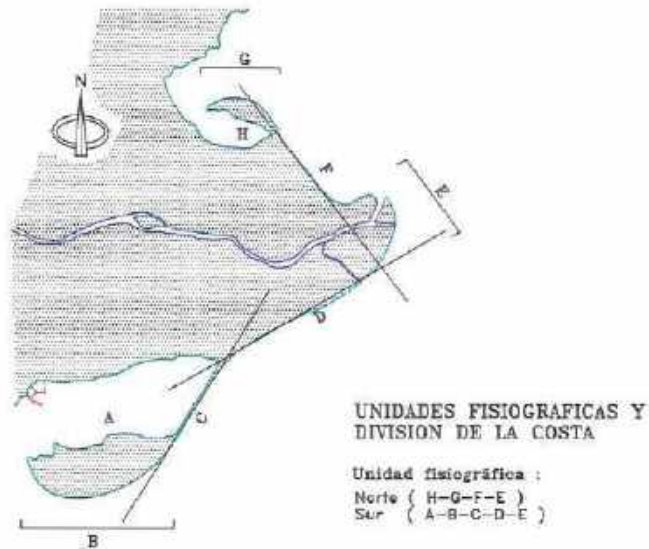 G
N
H
F
E
D
A
C
B
UNIDADES FISIOGRAFICAS Y
DIVISION DE LA COSTA
Unidad fisiográfica :
Norte ( H-G-F-E )
Sur ( A-B-C-D-E )